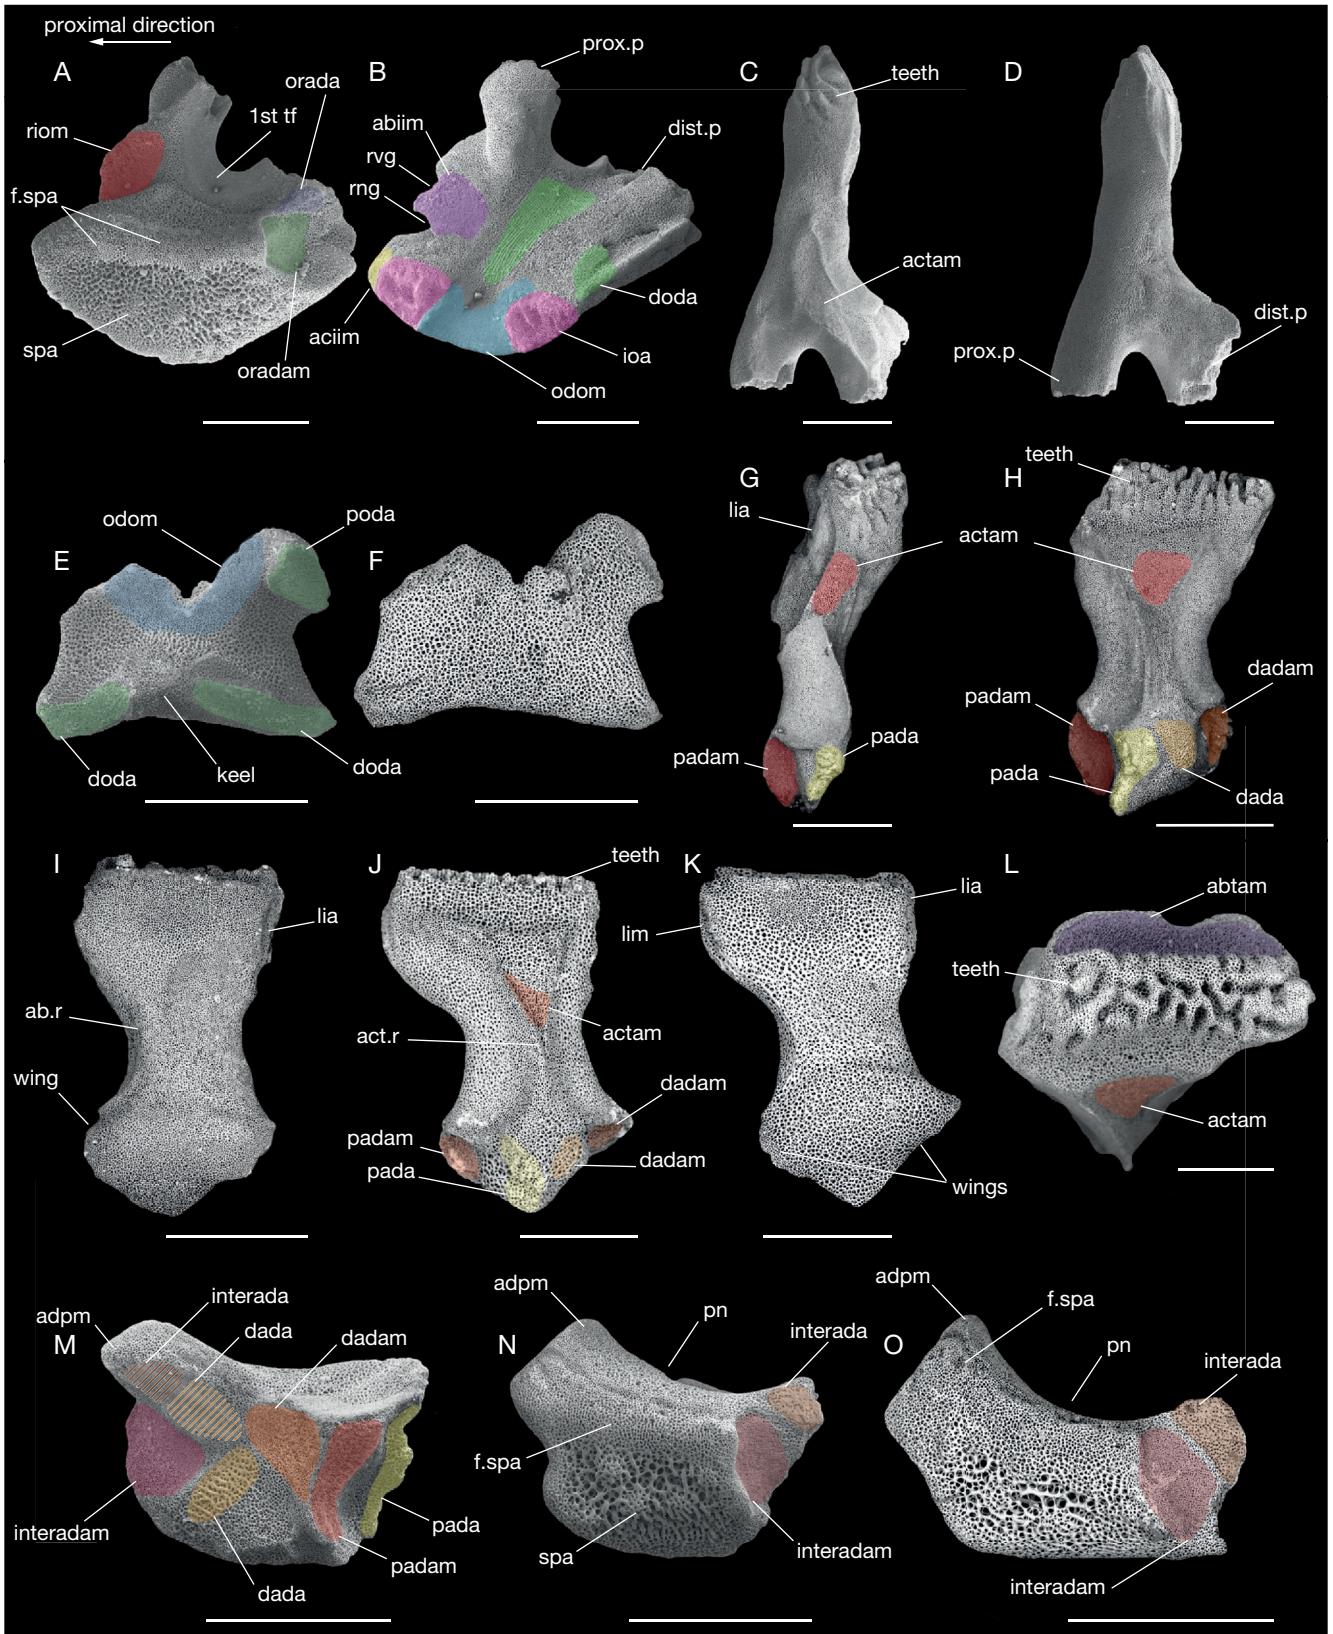 proximal direction
A
orada
1st tf
riom
f.spa
spa
oradam
B
prox.p
abiim
dist.p
rvg
rng
aciim
doda
ioa
odom
C
teeth
actam
D
dist.p
prox.p
E
odom
poda
doda
keel
doda
F
G
lia
actam
padam
pada
H
teeth
padam
dadam
pada
dada
I
lia
ab.r
wing
J
teeth
act.r
actam
dadam
padam
dadam
pada
K
lia
lim
wings
L
abtam
teeth
actam
M
interada
adpm
dada
dadam
interadam
pada
padam
dada
N
adpm
pn
interada
f.spa
spa
interadam
O
adpm
f.spa
pn
interada
interadam